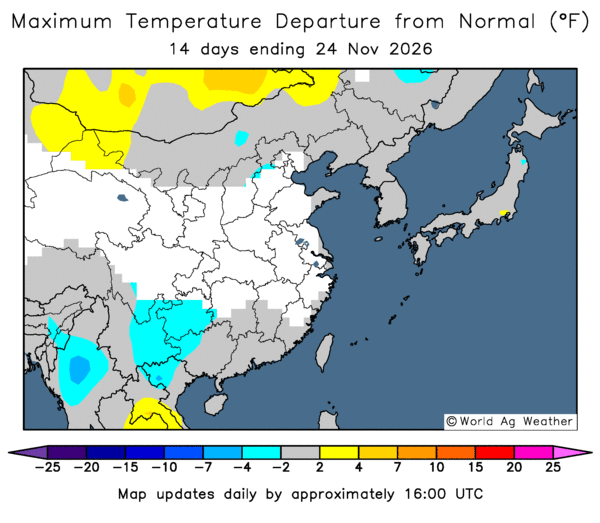 Maximum Temperature Departure from Normal (°F)
14 days ending 24 Nov 2026
© World Ag Weather
-25 -20 -15 -10 -7 -4 -2 2 4 7 10 15 20 25
Map updates daily by approximately 16:00 UTC